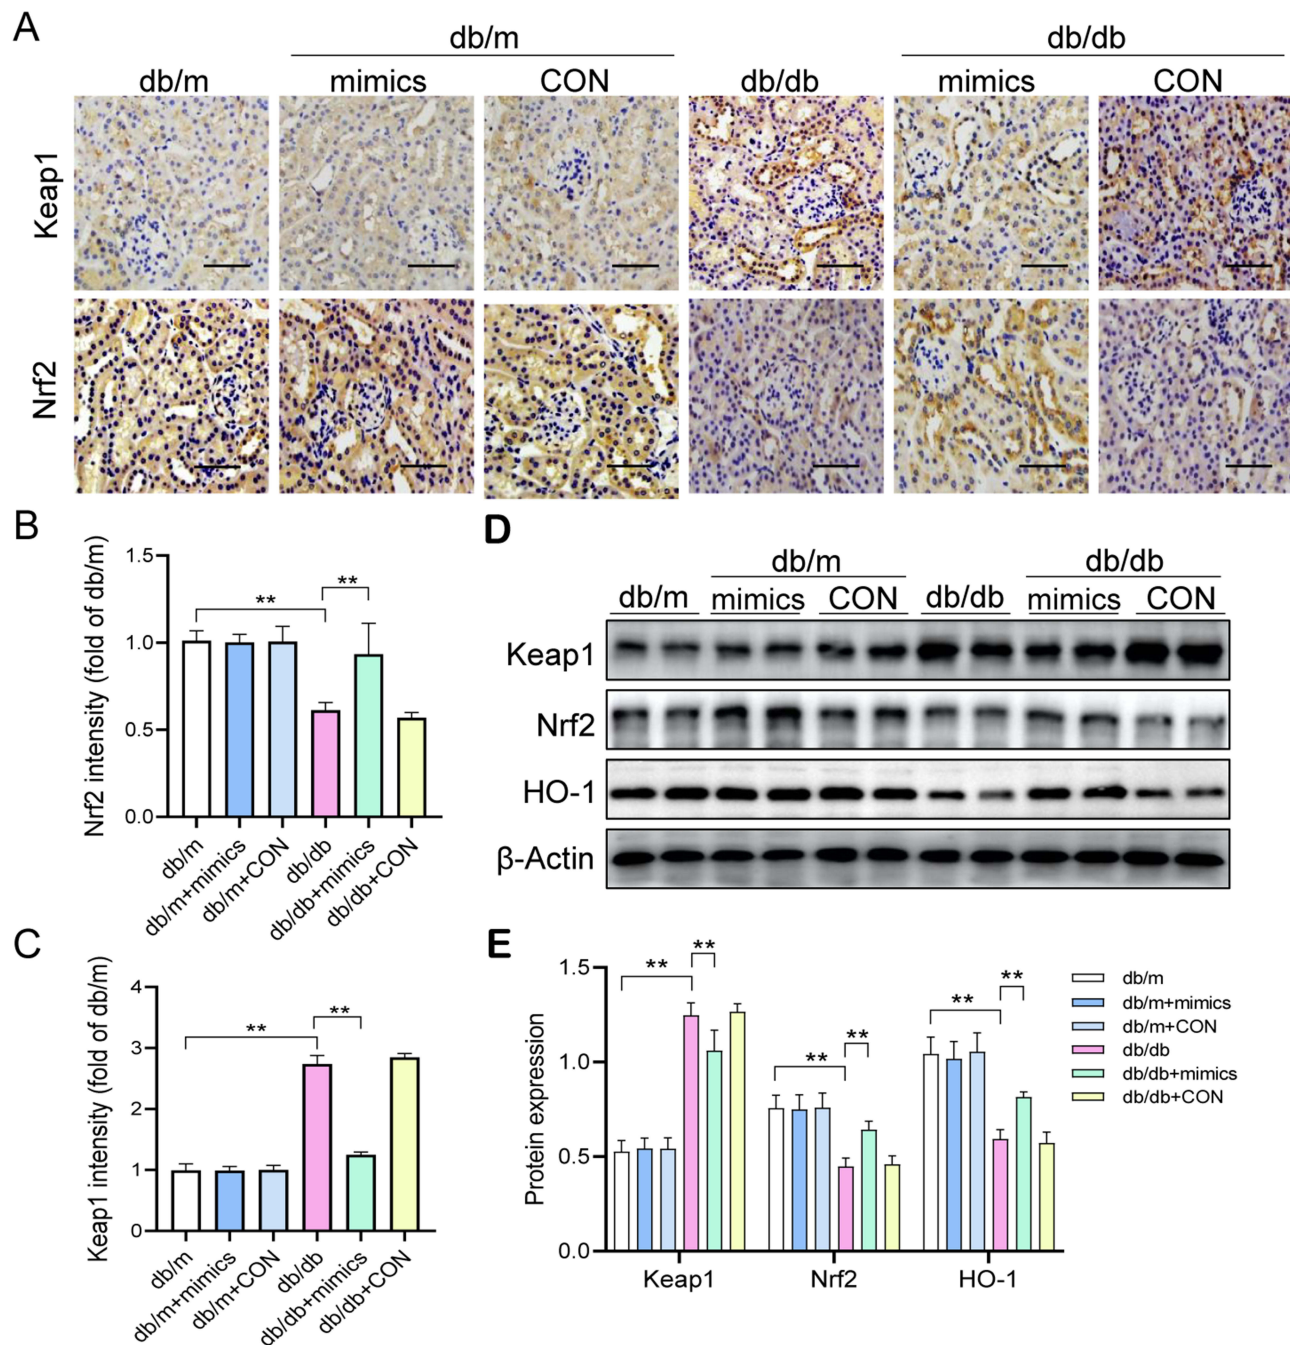 A
db/m
db/db
db/m
mimics
CON
db/db
mimics
CON
Keap1
Nrf2
B
Nrf2 intensity (fold of db/m)
1.5
1.0
0.5
0.0
**
**
db/m
db/m+mimics
db/m+CON
db/db
db/db+mimics
db/db+CON
C
Keap1 intensity (fold of db/m)
4
3
2
1
0
**
**
db/m
db/m+mimics
db/m+CON
db/db
db/db+mimics
db/db+CON
D
db/m
db/db
db/m
mimics
CON
db/db
mimics
CON
Keap1
Nrf2
HO-1
β-Actin
E
Protein expression
1.5
1.0
0.5
0.0
**
**
**
**
**
**
Keap1
Nrf2
HO-1
db/m
db/m+mimics
db/m+CON
db/db
db/db+mimics
db/db+CON